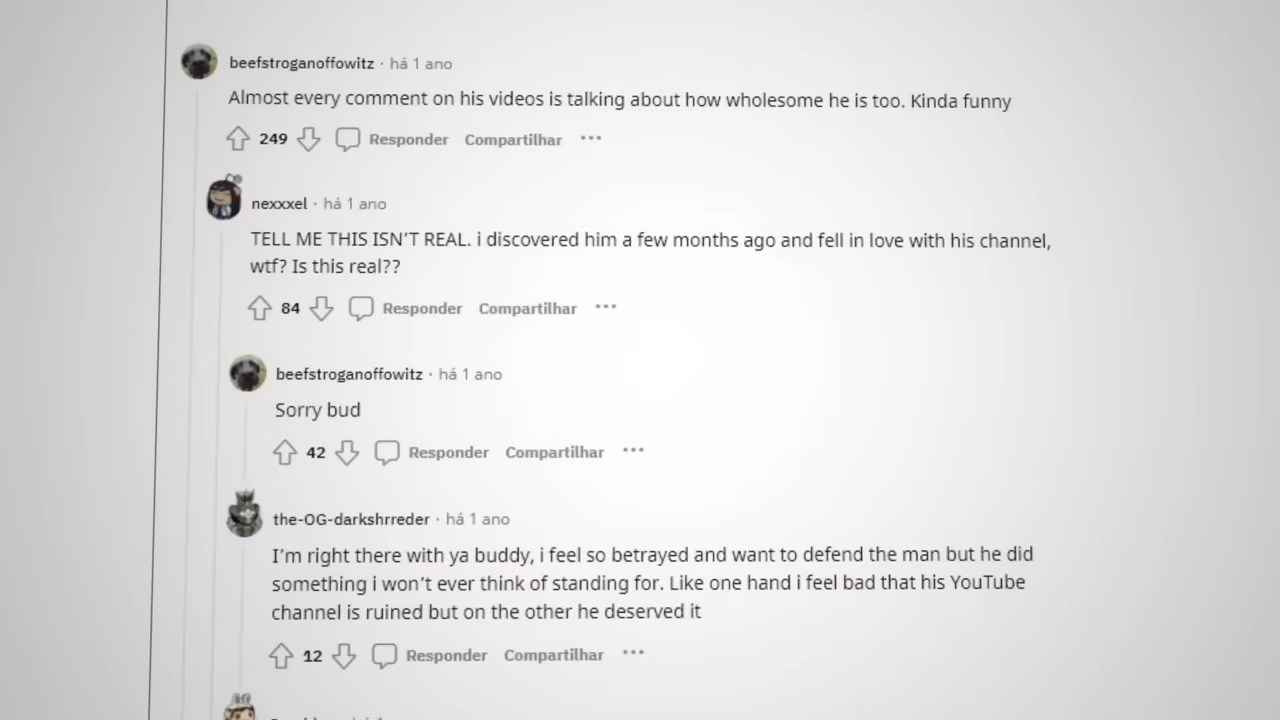 beefstroganoffowitz · há 1 ano
Almost every comment on his videos is talking about how wholesome he is too. Kinda funny
249 Responder Compartilhar ...
nexxxel · há 1 ano
TELL ME THIS ISN'T REAL. i discovered him a few months ago and fell in love with his channel,
wtf? Is this real??
84 Responder Compartilhar ...
beefstroganoffowitz · há 1 ano
Sorry bud
42 Responder Compartilhar ...
the-OG-darkshrreder · há 1 ano
I'm right there with ya buddy, i feel so betrayed and want to defend the man but he did
something i won't ever think of standing for. Like one hand i feel bad that his YouTube
channel is ruined but on the other he deserved it
12 Responder Compartilhar ...